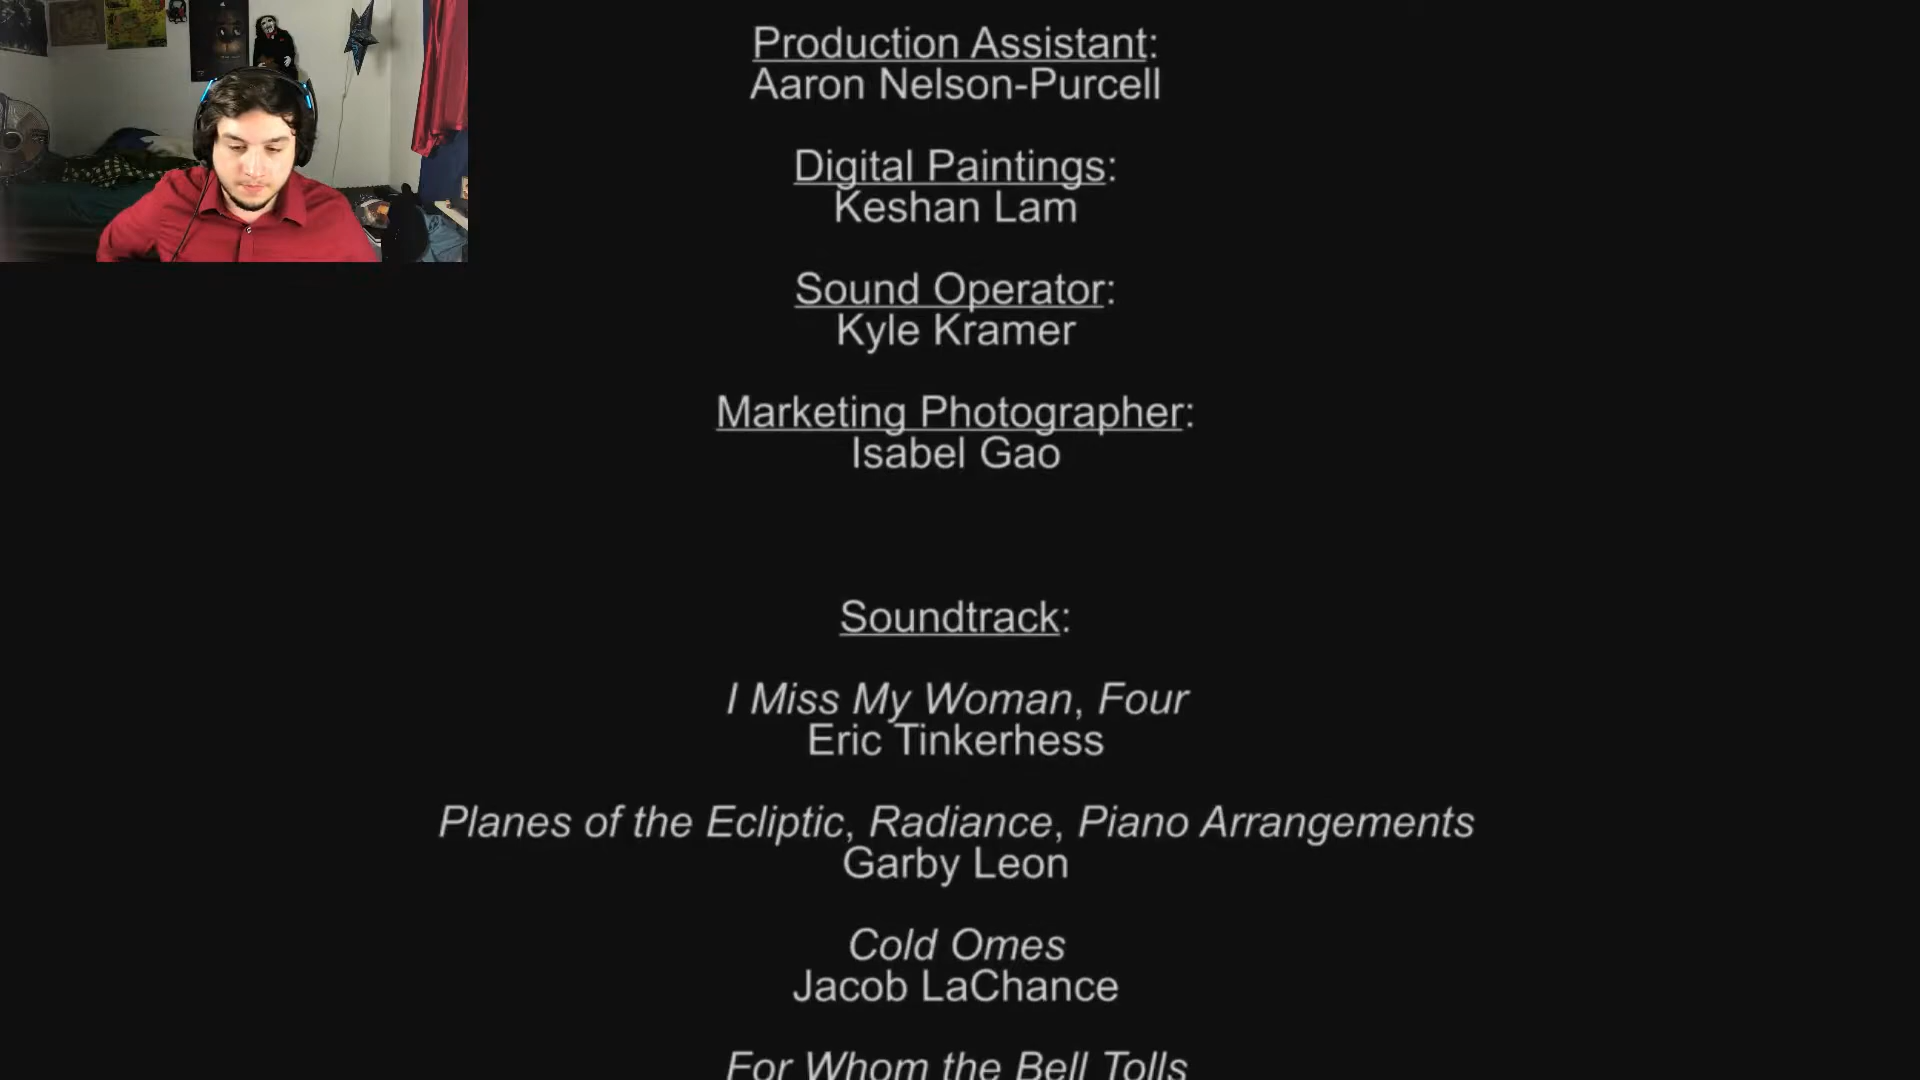 Production Assistant:
Aaron Nelson-Purcell
Digital Paintings:
Keshan Lam
Sound Operator:
Kyle Kramer
Marketing Photographer:
Isabel Gao
Soundtrack:
I Miss My Woman, Four
Eric Tinkerhess
Planes of the Ecliptic, Radiance, Piano Arrangements
Garby Leon
Cold Omes
Jacob LaChance
For Whom the Bell Tolls